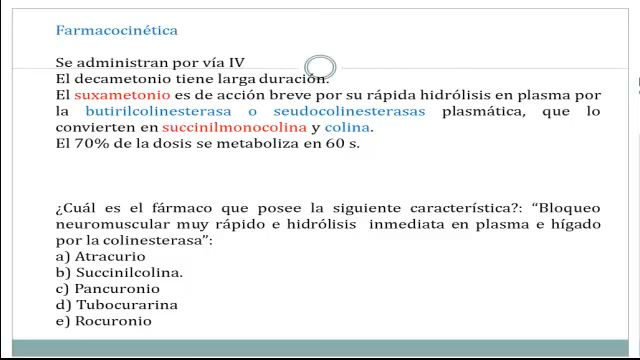 Farmacocinética
Se administran por vía IV
El decametonio tiene larga duración.
El suxametonio es de acción breve por su rápida hidrólisis en plasma por
la butirilcolinesterasa o seudocolinesterasas plasmática, que lo
convierten en succinilmonocolina y colina.
El 70% de la dosis se metaboliza en 60 s.
¿Cuál es el fármaco que posee la siguiente característica?: “Bloqueo
neuromuscular muy rápido e hidrólisis inmediata en plasma e hígado
por la colinesterasa”:
a) Atracurio
b) Succinilcolina.
c) Pancuronio
d) Tubocurarina
e) Rocuronio